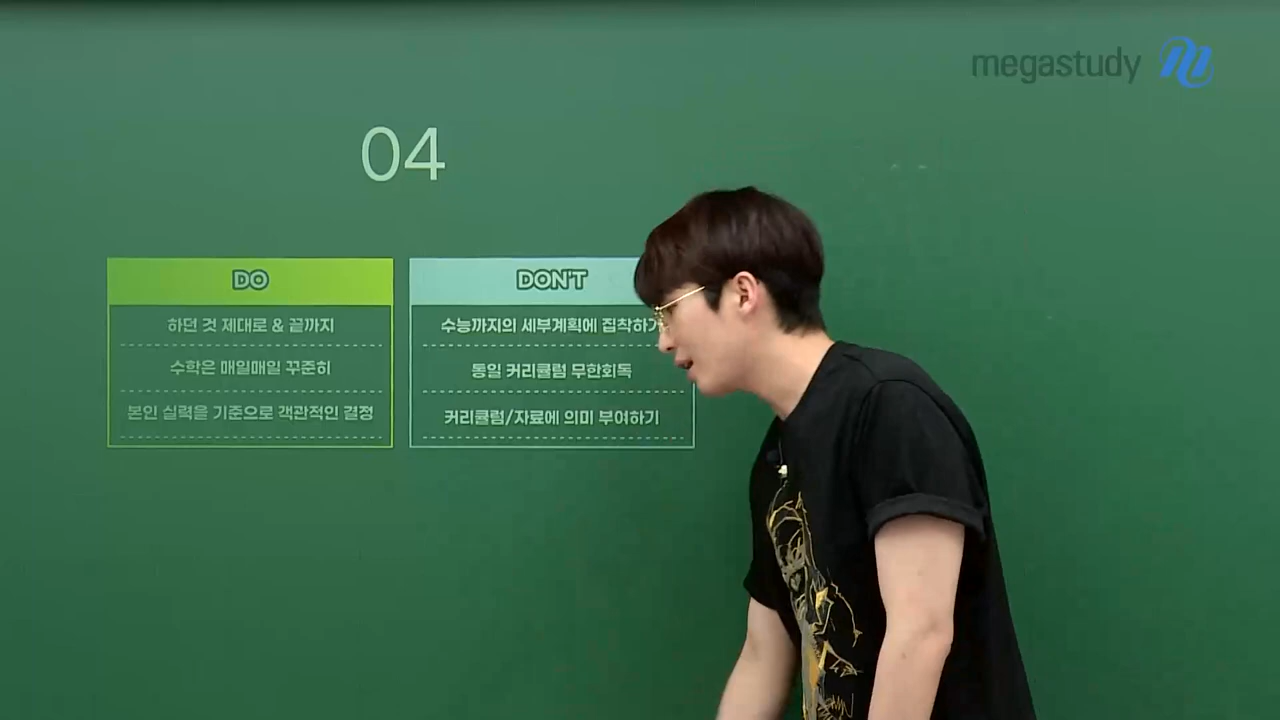 megastudy
04
DO
하던 것 제대로 & 끝까지
수학은 매일매일 꾸준히
본인 실력을 기준으로 객관적인 결정
DON'T
수능까지의 세부계획에 집착하기
동일 커리큘럼 무한회독
커리큘럼/자료에 의미 부여하기